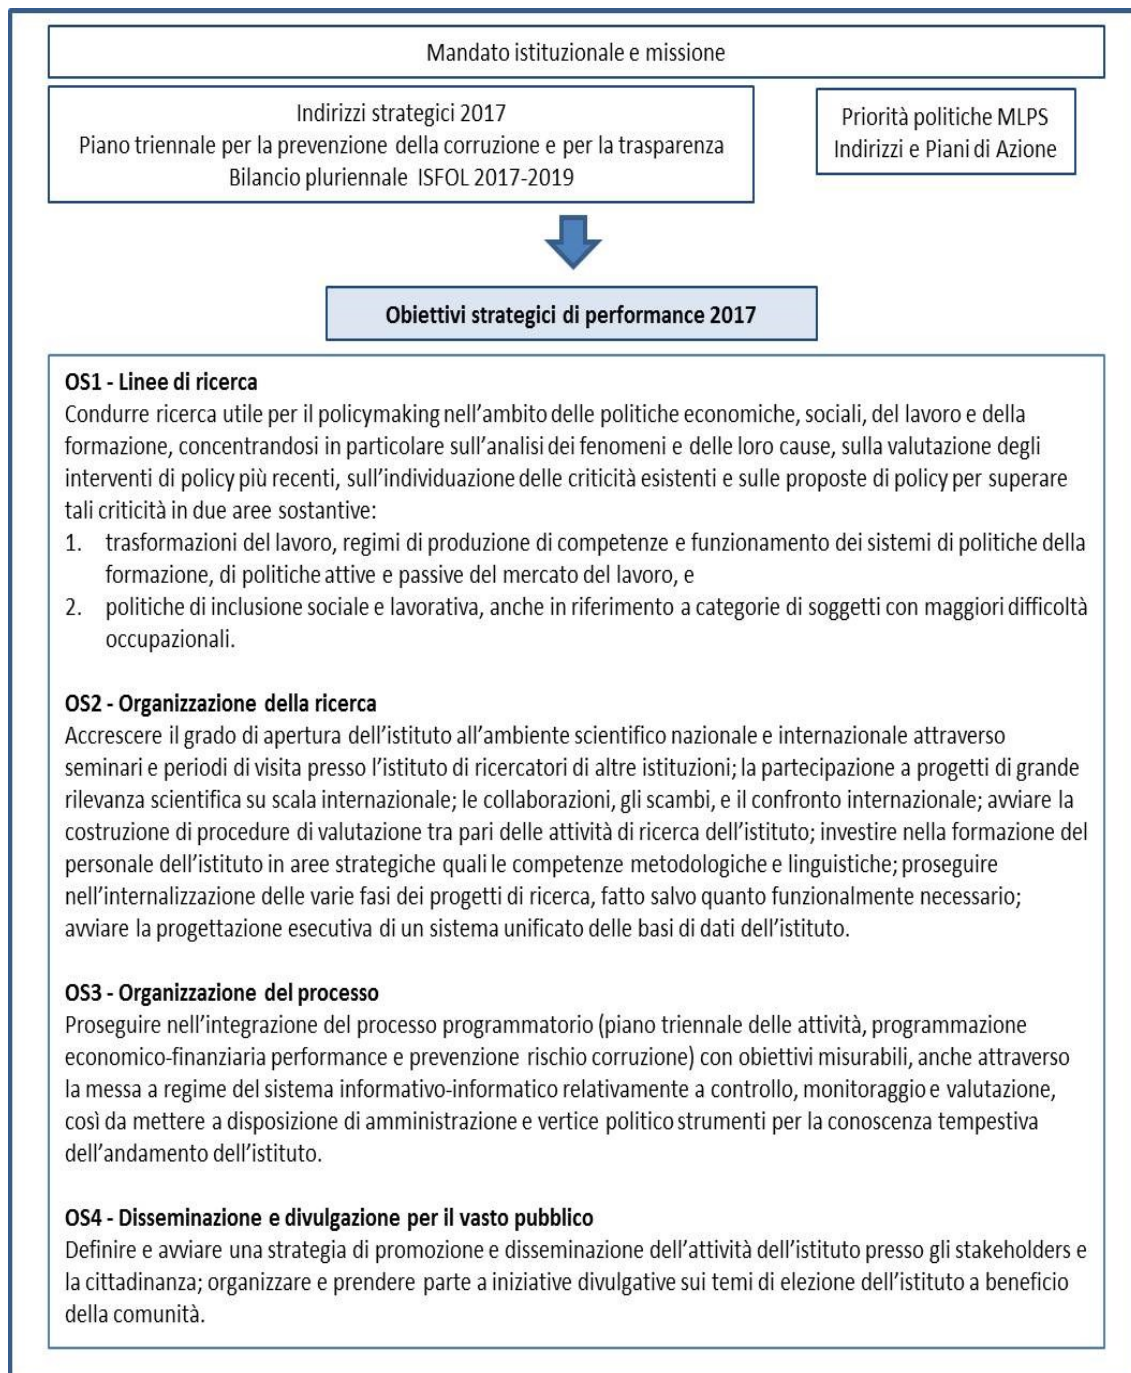 Mandato istituzionale e missione
Indirizzi strategici 2017
Piano triennale per la prevenzione della corruzione e per la trasparenza
Bilancio pluriennale ISFOL 2017-2019
Priorità politiche MLPS
Indirizzi e Piani di Azione
Obiettivi strategici di performance 2017
OS1 - Linee di ricerca
Condurre ricerca utile per il policymaking nell'ambito delle politiche economiche, sociali, del lavoro e della
formazione, concentrandosi in particolare sull'analisi dei fenomeni e delle loro cause, sulla valutazione degli
interventi di policy più recenti, sull'individuazione delle criticità esistenti e sulle proposte di policy per superare
tali criticità in due aree sostantive:
1. trasformazioni del lavoro, regimi di produzione di competenze e funzionamento dei sistemi di politiche della
formazione, di politiche attive e passive del mercato del lavoro, e
2. politiche di inclusione sociale e lavorativa, anche in riferimento a categorie di soggetti con maggiori difficoltà
occupazionali.
OS2 - Organizzazione della ricerca
Accrescere il grado di apertura dell'istituto all'ambiente scientifico nazionale e internazionale attraverso
seminari e periodi di visita presso l'istituto di ricercatori di altre istituzioni; la partecipazione a progetti di grande
rilevanza scientifica su scala internazionale; le collaborazioni, gli scambi, e il confronto internazionale; avviare la
costruzione di procedure di valutazione tra pari delle attività di ricerca dell'istituto; investire nella formazione del
personale dell'istituto in aree strategiche quali le competenze metodologiche e linguistiche; proseguire
nell'internalizzazione delle varie fasi dei progetti di ricerca, fatto salvo quanto funzionalmente necessario;
avviare la progettazione esecutiva di un sistema unificato delle basi di dati dell'istituto.
OS3 - Organizzazione del processo
Proseguire nell'integrazione del processo programmatorio (piano triennale delle attività, programmazione
economico-finanziaria performance e prevenzione rischio corruzione) con obiettivi misurabili, anche attraverso
la messa a regime del sistema informativo-informatico relativamente a controllo, monitoraggio e valutazione,
così da mettere a disposizione di amministrazione e vertice politico strumenti per la conoscenza tempestiva
dell'andamento dell'istituto.
OS4 - Disseminazione e divulgazione per il vasto pubblico
Definire e avviare una strategia di promozione e disseminazione dell'attività dell'istituto presso gli stakeholders e
la cittadinanza; organizzare e prendere parte a iniziative divulgative sui temi di elezione dell'istituto a beneficio
della comunità.